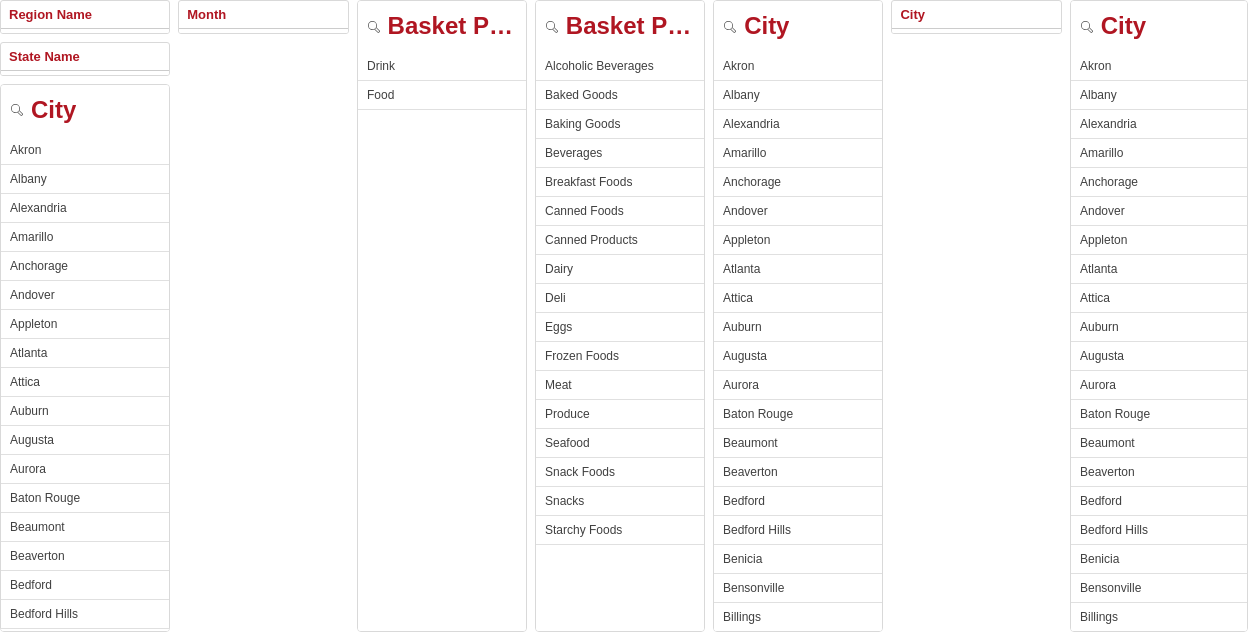 Region Name
State Name
City
Akron
Albany
Alexandria
Amarillo
Anchorage
Andover
Appleton
Atlanta
Attica
Auburn
Augusta
Aurora
Baton Rouge
Beaumont
Beaverton
Bedford
Bedford Hills
Month
Basket P...
Drink
Food
Basket P...
Alcoholic Beverages
Baked Goods
Baking Goods
Beverages
Breakfast Foods
Canned Foods
Canned Products
Dairy
Deli
Eggs
Frozen Foods
Meat
Produce
Seafood
Snack Foods
Snacks
Starchy Foods
City
Akron
Albany
Alexandria
Amarillo
Anchorage
Andover
Appleton
Atlanta
Attica
Auburn
Augusta
Aurora
Baton Rouge
Beaumont
Beaverton
Bedford
Bedford Hills
Benicia
Bensonville
Billings
City
City
Akron
Albany
Alexandria
Amarillo
Anchorage
Andover
Appleton
Atlanta
Attica
Auburn
Augusta
Aurora
Baton Rouge
Beaumont
Beaverton
Bedford
Bedford Hills
Benicia
Bensonville
Billings